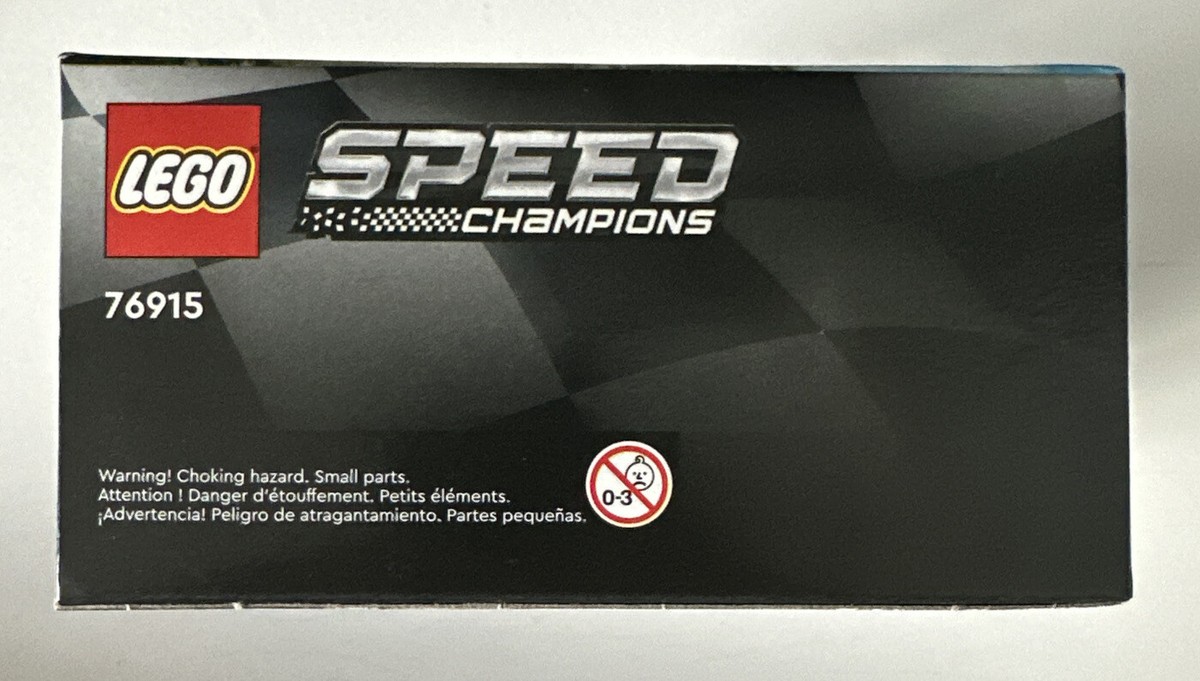 LEGO
SPEED
CHAMPIONS
76915
Warning! Choking hazard. Small parts.
Attention ! Danger d'étouffement. Petits éléments.
¡Advertencia! Peligro de atragantamiento. Partes pequeñas.
0-3